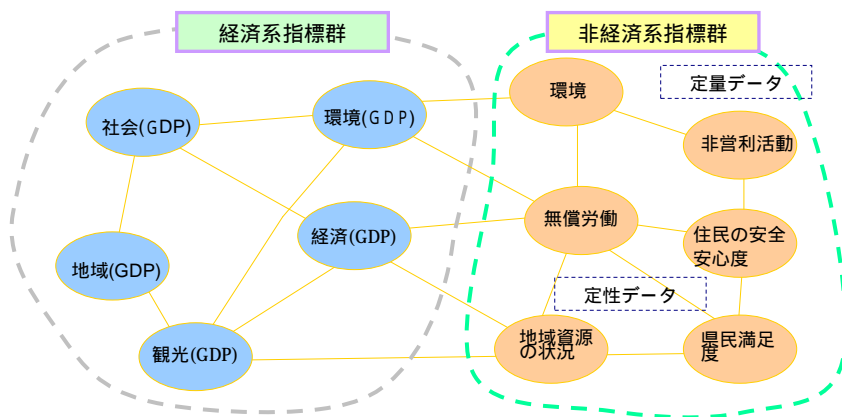 経済系指標群
非経済系指標群
環境
定量データ
社会(GDP)
環境(GDP)
非営利活動
無償労働
経済(GDP)
住民の安全
安心度
地域(GDP)
定性データ
観光(GDP)
地域資源
の状況
県民満足
度